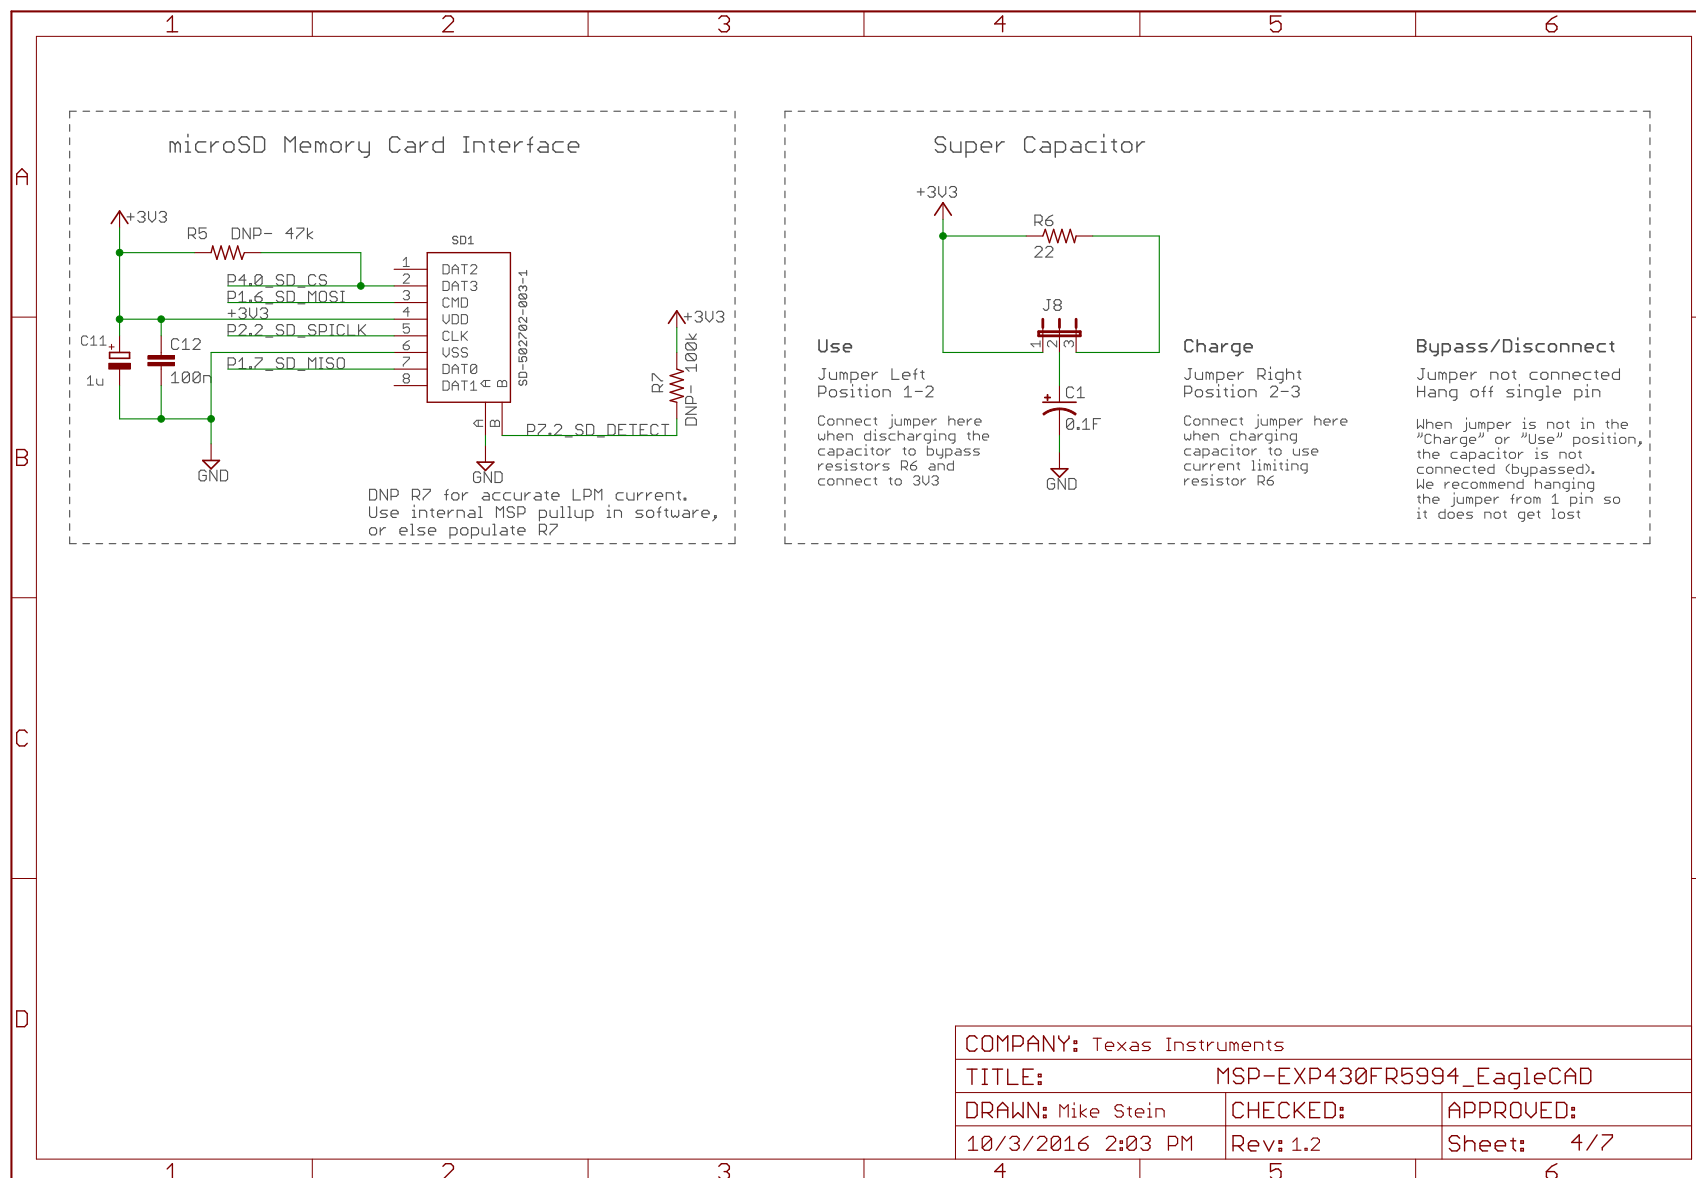 1 2 3 4 5 6
A
B
C
D
microSD Memory Card Interface
+3V3
R5 DNP- 47k
SD1
P4.0_SD_CS
P1.6_SD_MOSI
+3V3
P2.2_SD_SPICLK
P1.7_SD_MISO
1 DAT2
2 DAT3
3 CMD
4 VDD
5 CLK
6 VSS
7 DAT0
8 DAT1
A B
A B
SD-502702-003-1
C11 +
1u
C12
100n
GND
GND
P7.2_SD_DETECT
+3V3
R7
DNP- 100k
DNP R7 for accurate LPM current.
Use internal MSP pullup in software,
or else populate R7
Super Capacitor
+3V3
R6
22
J8
1 2 3
+ C1
0.1F
GND
Use
Jumper Left
Position 1-2
Connect jumper here
when discharging the
capacitor to bypass
resistors R6 and
connect to 3V3
Charge
Jumper Right
Position 2-3
Connect jumper here
when charging
capacitor to use
current limiting
resistor R6
Bypass/Disconnect
Jumper not connected
Hang off single pin
When jumper is not in the
"Charge" or "Use" position,
the capacitor is not
connected (bypassed).
We recommend hanging
the jumper from 1 pin so
it does not get lost
COMPANY: Texas Instruments
TITLE: MSP-EXP430FR5994_EagleCAD
DRAWN: Mike Stein CHECKED: APPROVED:
10/3/2016 2:03 PM Rev: 1.2 Sheet: 4/7
1 2 3 4 5 6